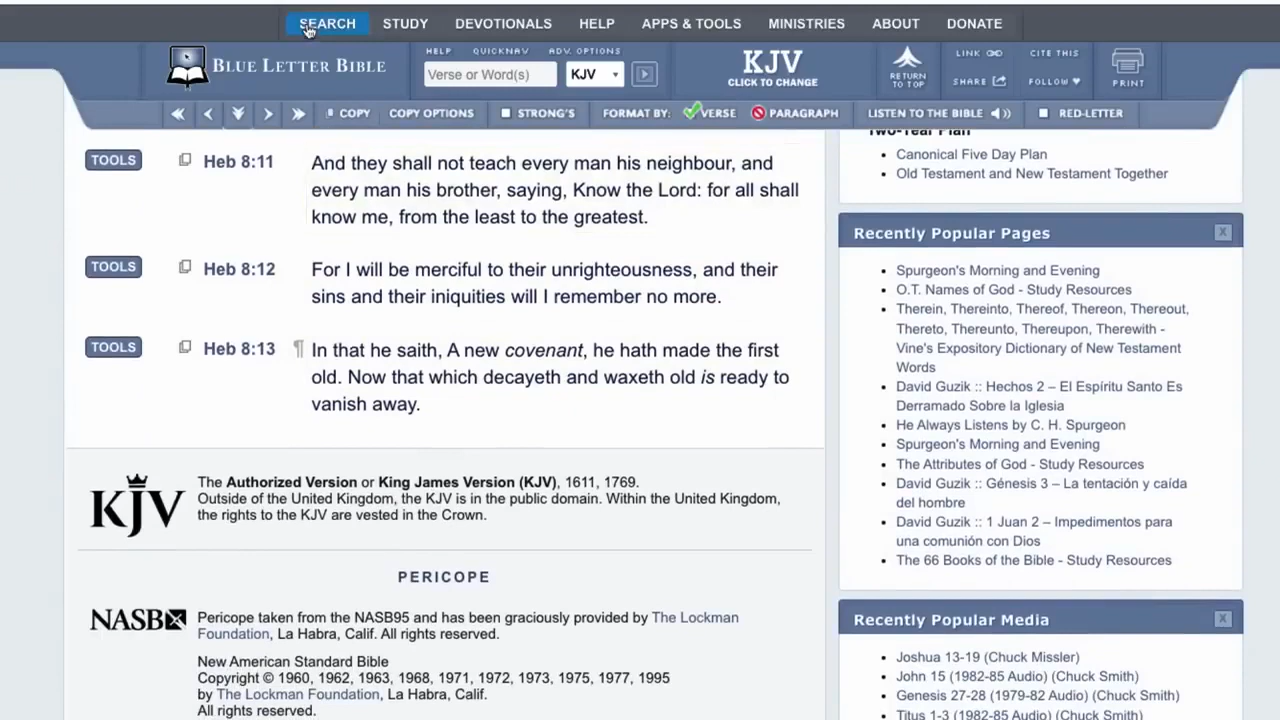 SEARCH STUDY DEVOTIONALS HELP APPS & TOOLS MINISTRIES ABOUT DONATE
BLUE LETTER BIBLE
HELP QUICKNAV ADV. OPTIONS
Verse or Word(s) KJV
KJV
CLICK TO CHANGE
RETURN
TO TOP
LINK CITE THIS
SHARE FOLLOW
PRINT
COPY COPY OPTIONS STRONG'S FORMAT BY: VERSE PARAGRAPH LISTEN TO THE BIBLE RED-LETTER
TOOLS Heb 8:11 And they shall not teach every man his neighbour, and
every man his brother, saying, Know the Lord: for all shall
know me, from the least to the greatest.
TOOLS Heb 8:12 For I will be merciful to their unrighteousness, and their
sins and their iniquities will I remember no more.
TOOLS Heb 8:13 ¶ In that he saith, A new covenant, he hath made the first
old. Now that which decayeth and waxeth old is ready to
vanish away.
KJV
The Authorized Version or King James Version (KJV), 1611, 1769.
Outside of the United Kingdom, the KJV is in the public domain. Within the United Kingdom,
the rights to the KJV are vested in the Crown.
PERICOPE
NASB
Pericope taken from the NASB95 and has been graciously provided by The Lockman
Foundation, La Habra, Calif. All rights reserved.
New American Standard Bible
Copyright © 1960, 1962, 1963, 1968, 1971, 1972, 1973, 1975, 1977, 1995
by The Lockman Foundation, La Habra, Calif.
All rights reserved.
Two-Year Plan
Canonical Five Day Plan
Old Testament and New Testament Together
Recently Popular Pages X
Spurgeon's Morning and Evening
O.T. Names of God - Study Resources
Therein, Thereinto, Thereof, Thereon, Thereout,
Thereto, Thereunto, Thereupon, Therewith -
Vine's Expository Dictionary of New Testament
Words
David Guzik :: Hechos 2 – El Espíritu Santo Es
Derramado Sobre la Iglesia
He Always Listens by C. H. Spurgeon
Spurgeon's Morning and Evening
The Attributes of God - Study Resources
David Guzik :: Génesis 3 – La tentación y caída
del hombre
David Guzik :: 1 Juan 2 – Impedimentos para
una comunión con Dios
The 66 Books of the Bible - Study Resources
Recently Popular Media X
Joshua 13-19 (Chuck Missler)
John 15 (1982-85 Audio) (Chuck Smith)
Genesis 27-28 (1979-82 Audio) (Chuck Smith)
Titus 1-3 (1982-85 Audio) (Chuck Smith)